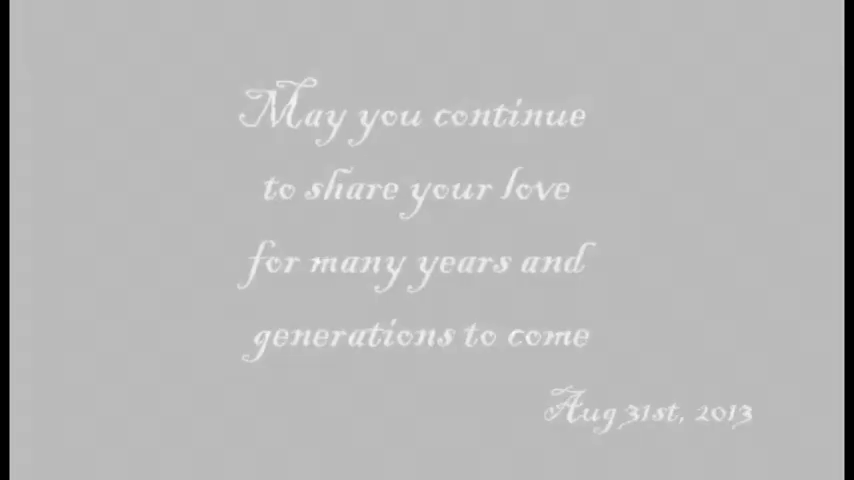 May you continue
to share your love
for many years and
generations to come
Aug 31st, 2013